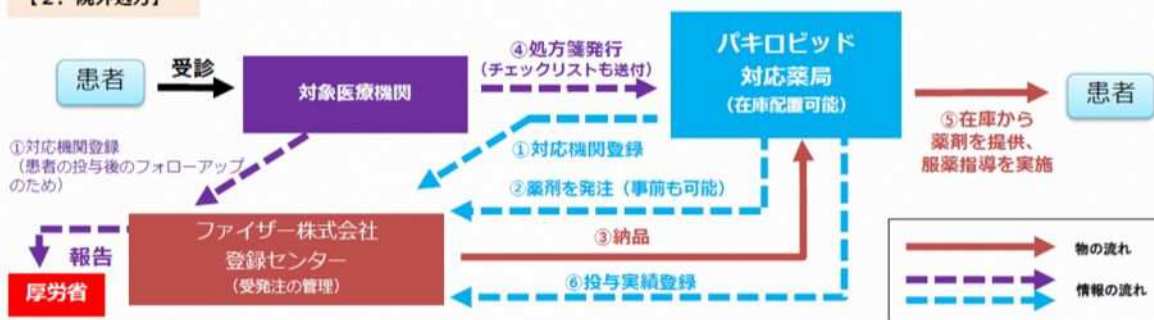 【2．院外処方】
患者
受診
対象医療機関
④処方箋発行
（チェックリストも送付）
パキロビッド
対応薬局
（在庫配置可能）
患者
⑤在庫から
薬剤を提供、
服薬指導を実施
①対応機関登録
（患者の投与後のフォローアップ
のため）
①対応機関登録
②薬剤を発注（事前も可能）
③納品
⑥投与実績登録
ファイザー株式会社
登録センター
（受発注の管理）
報告
厚労省
物の流れ
情報の流れ